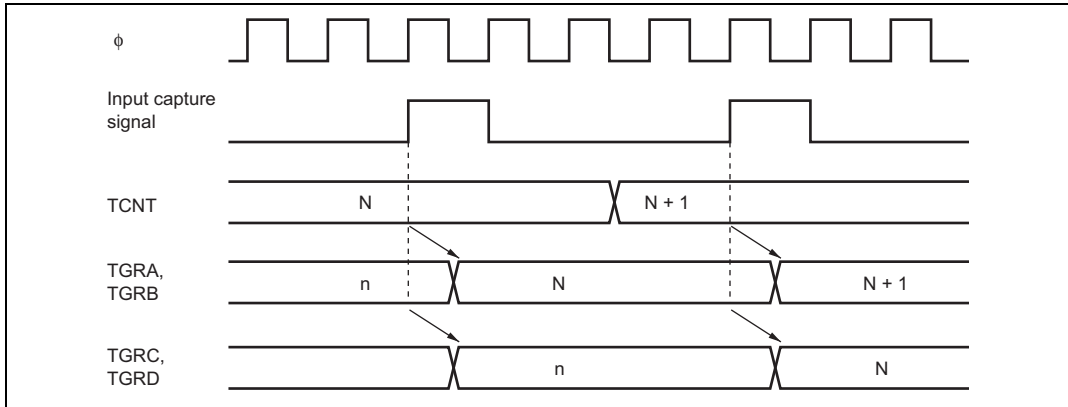 ϕ
Input capture
signal
TCNT
N
N + 1
TGRA,
TGRB
n
N
N + 1
TGRC,
TGRD
n
N